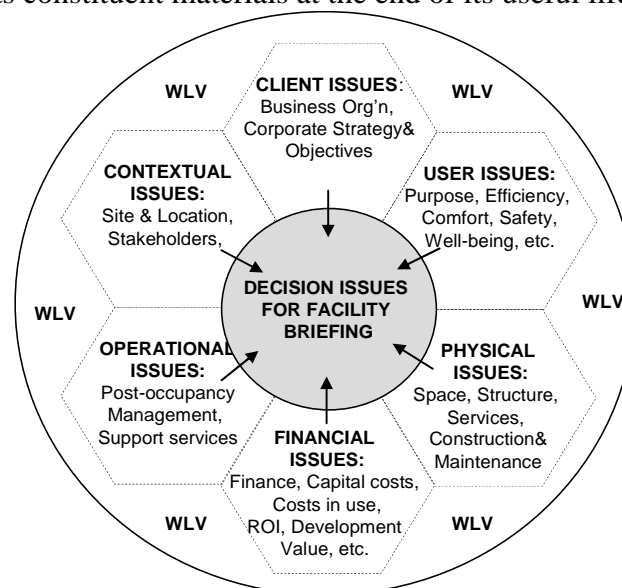 s constituent materials at the end of its useful life
WLV
WLV
CLIENT ISSUES:
Business Org'n,
Corporate Strategy&
Objectives
CONTEXTUAL
ISSUES:
Site & Location,
Stakeholders,
USER ISSUES:
Purpose, Efficiency,
Comfort, Safety,
Well-being, etc.
DECISION ISSUES
FOR FACILITY
BRIEFING
WLV
WLV
OPERATIONAL
ISSUES:
Post-occupancy
Management,
Support services
PHYSICAL
ISSUES:
Space, Structure,
Services,
Construction&
Maintenance
FINANCIAL
ISSUES:
Finance, Capital costs,
Costs in use,
ROI, Development
Value, etc.
WLV
WLV